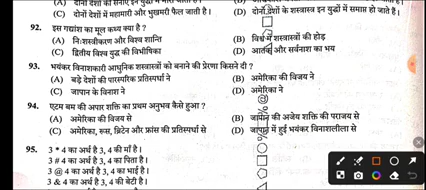 (C) दोनों देशों में महामारी और भुखमरी फैल जाती है। (D) दोनों देशों के शस्त्रास्त्र इन युद्धों में समाप्त हो जाते हैं।
92. इस गद्यांश का मूल कथ्य क्या है ?
(A) निःशस्त्रीकरण और विश्व शान्ति (B) विश्व में शस्त्रास्त्रों की होड़
(C) द्वितीय विश्व युद्ध की विभीषिका (D) आतंक और सर्वनाश का भय
93. भयंकर विनाशकारी आधुनिक शस्त्रास्त्रों को बनाने की प्रेरणा किसने दी ?
(A) बड़े देशों की पारस्परिक प्रतिस्पर्धा ने (B) अमेरिका की विजय ने
(C) जापान के विनाश ने (D) अमेरिका ने
94. एटम बम की अपार शक्ति का प्रथम अनुभव कैसे हुआ ?
(A) अमेरिका की विजय से (B) जापान की अजेय शक्ति की पराजय से
(C) अमेरिका, रूस, ब्रिटेन और फ्रांस की प्रतिस्पर्धा से (D) जापान में हुई भयंकर विनाशलीला से
95. 3 * 4 का अर्थ है 3, 4 की माँ है।
3 # 4 का अर्थ है 3, 4 का पिता है।
3 @ 4 का अर्थ है 3, 4 का भाई है।
3 & 4 का अर्थ है 3, 4 की बेटी है।